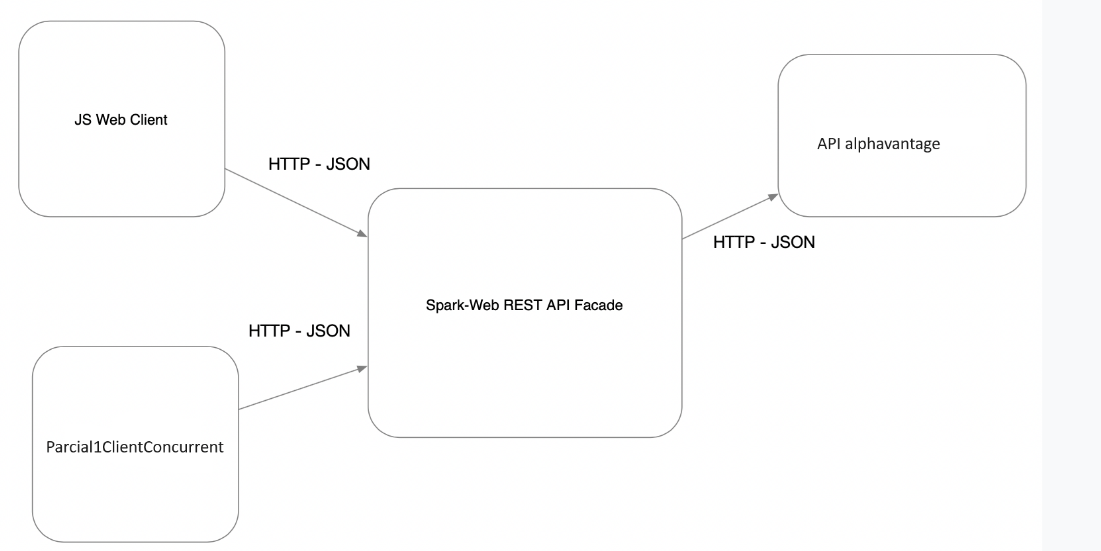 JS Web Client
HTTP - JSON
API alphavantage
HTTP - JSON
Spark-Web REST API Facade
HTTP - JSON
Parcial1ClientConcurrent